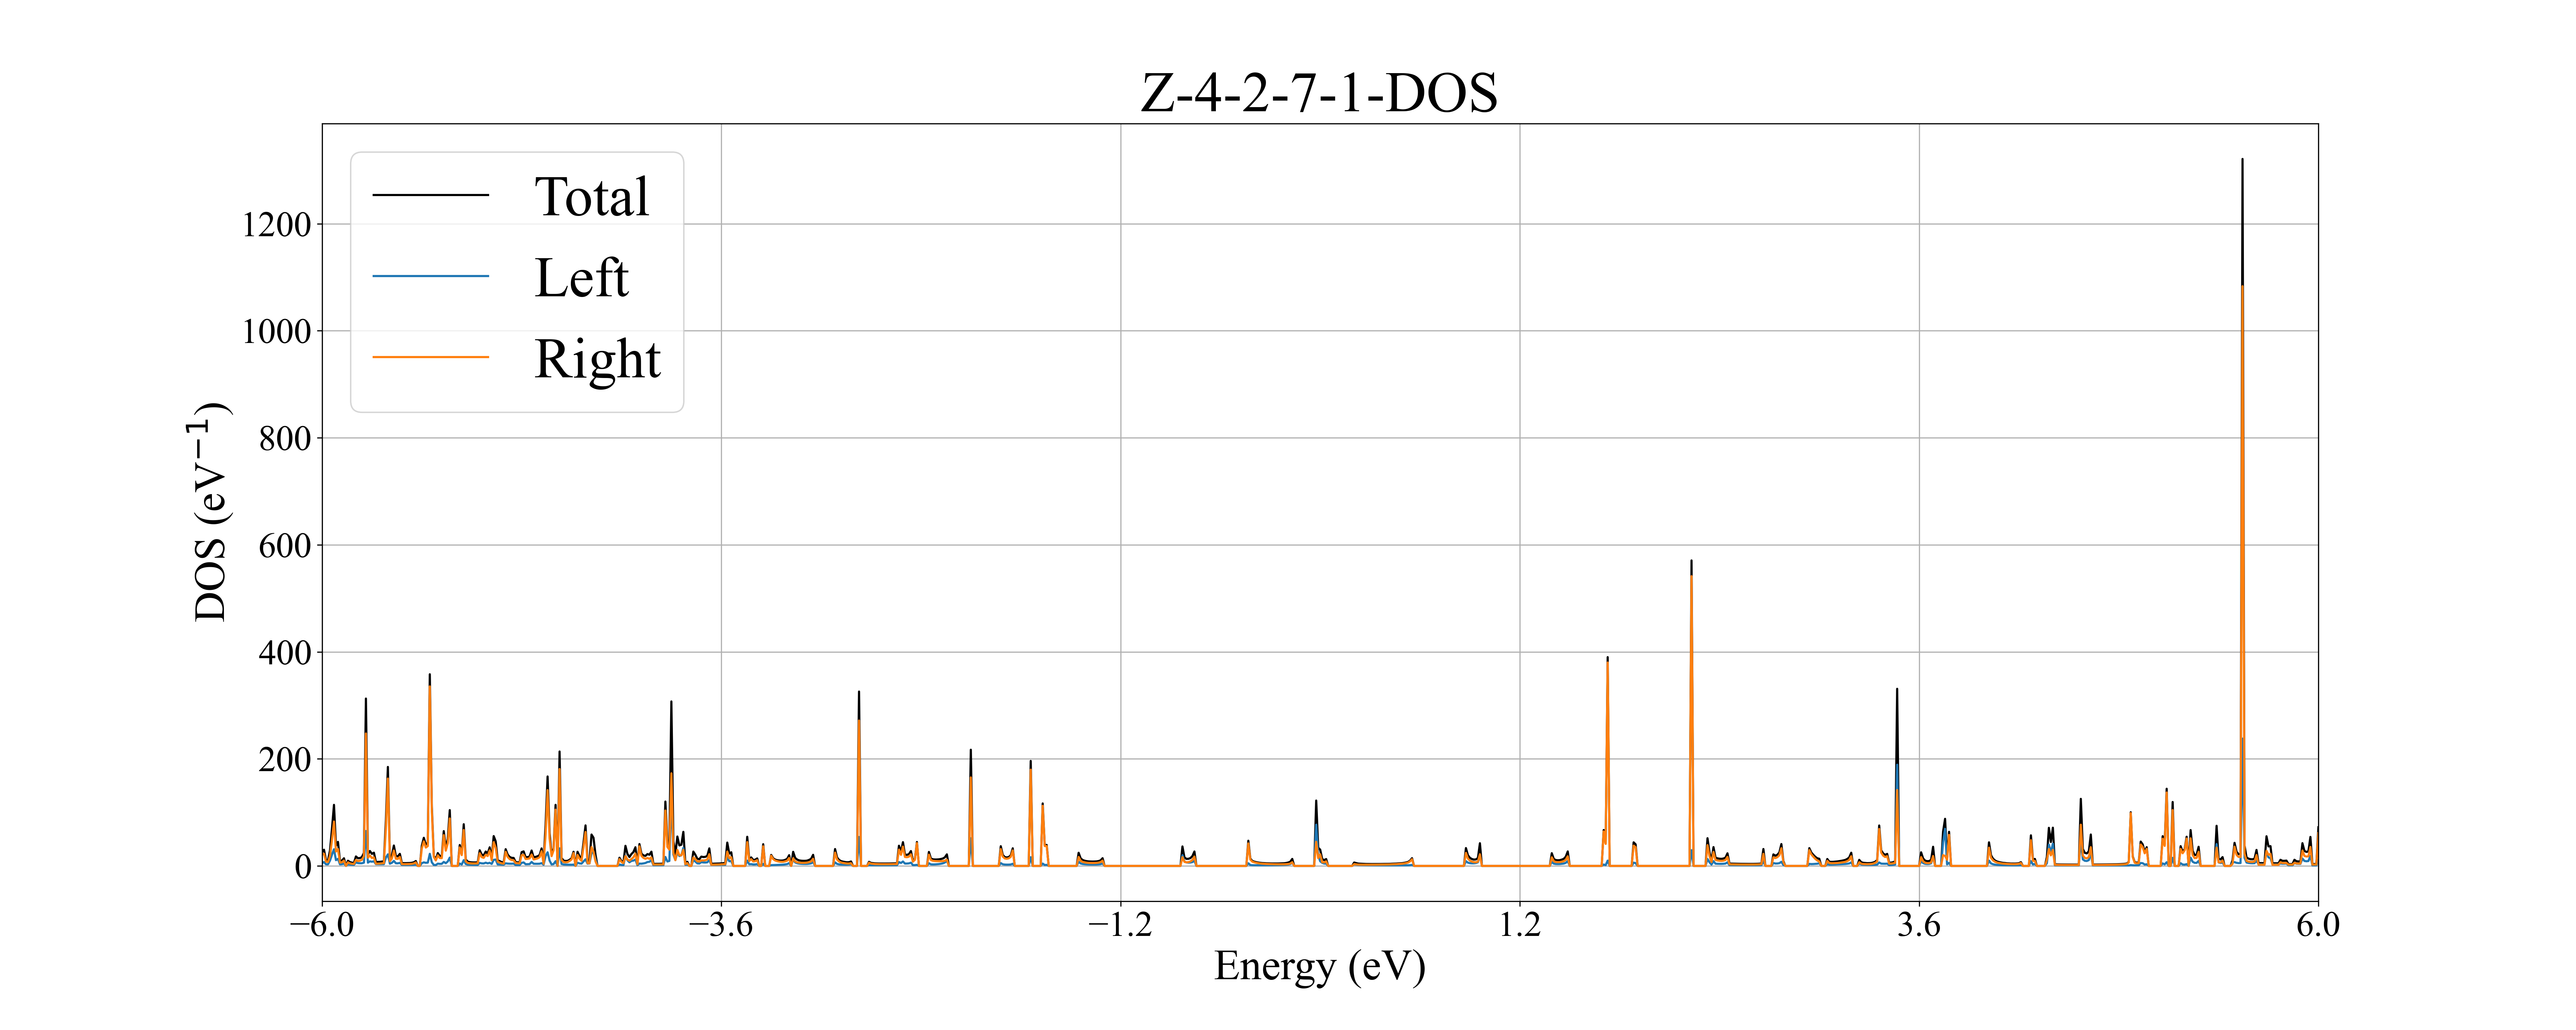 Z-4-2-7-1-DOS
Total
Left
Right
DOS (eV⁻¹)
1200
1000
800
600
400
200
0
−6.0 −3.6 −1.2 1.2 3.6 6.0
Energy (eV)